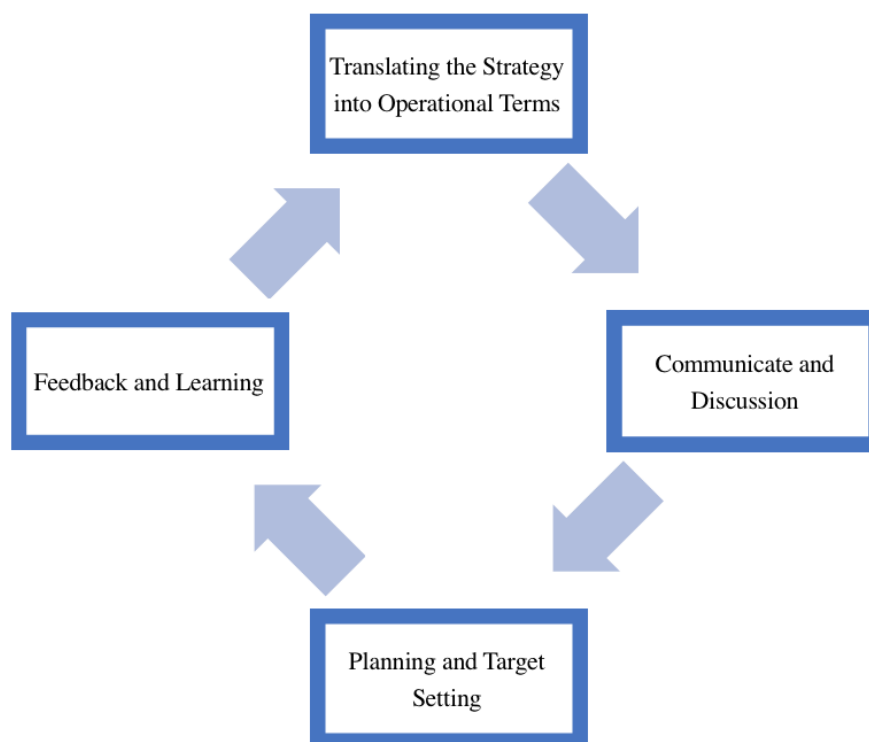 Translating the Strategy
into Operational Terms
Communicate and
Discussion
Planning and Target
Setting
Feedback and Learning